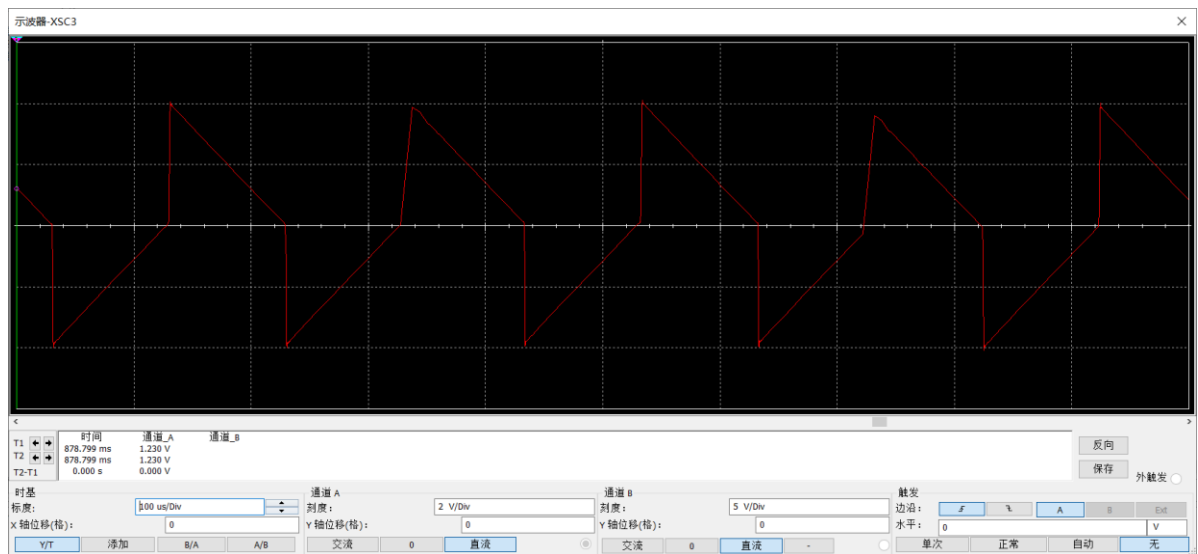 示波器-XSC3
时间 通道_A 通道_B
T1 878.799 ms 1.230 V
T2 878.799 ms 1.230 V
T2-T1 0.000 s 0.000 V
反向
保存
外触发
时基
标度: 100 us/Div
X 轴位移(格): 0
Y/T 添加 B/A A/B
通道 A
刻度: 2 V/Div
Y 轴位移(格): 0
交流 0 直流
通道 B
刻度: 5 V/Div
Y 轴位移(格): 0
交流 0 直流 -
触发
边沿: A B Ext
水平: 0 V
单次 正常 自动 无